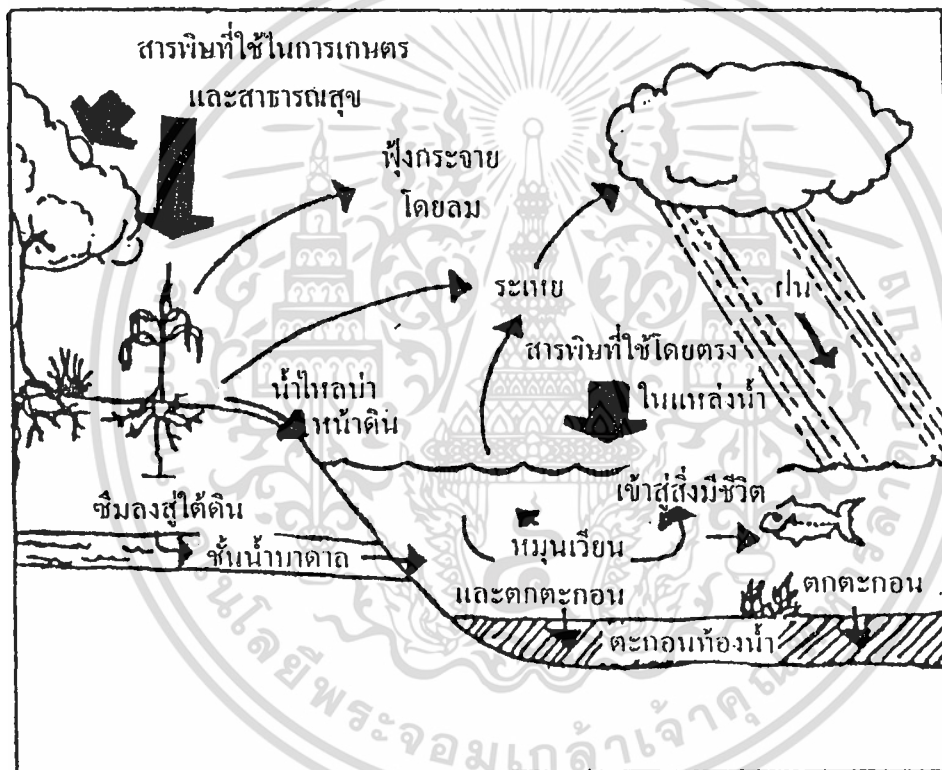 สารพิษที่ใช้ในการเกษตร
และสาธารณสุข
ฟุ้งกระจาย
โดยลม
ระเหย
ฝน
สารพิษที่ใช้โดยตรง
ในแหล่งน้ำ
น้ำไหลบ่า
หน้าดิน
ซึมลงสู่ใต้ดิน
ชั้นน้ำบาดาล
เข้าสู่สิ่งมีชีวิต
หมุนเวียน
และตกตะกอน
ตกตะกอน
ตะกอนท้องน้ำ